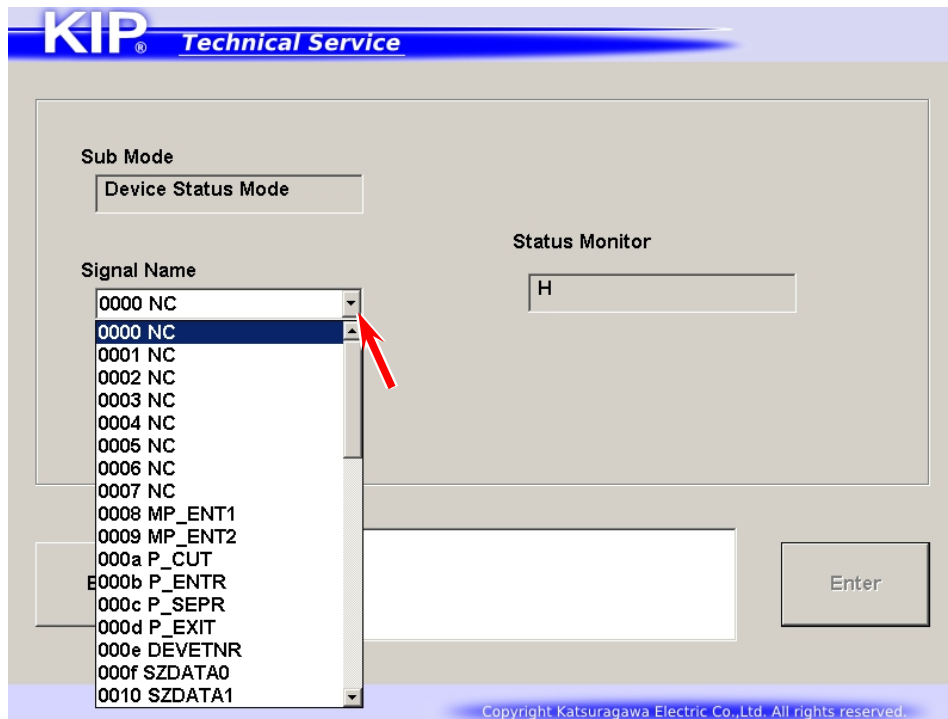 KIP® Technical Service
Sub Mode
Device Status Mode
Signal Name
0000 NC
0000 NC
0001 NC
0002 NC
0003 NC
0004 NC
0005 NC
0006 NC
0007 NC
0008 MP_ENT1
0009 MP_ENT2
000a P_CUT
000b P_ENTR
000c P_SEPR
000d P_EXIT
000e DEVETNR
000f SZDATA0
0010 SZDATA1
Status Monitor
H
Enter
Copyright Katsuragawa Electric Co.,Ltd. All rights reserved.